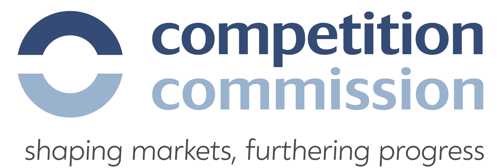 competition
commission
shaping markets, furthering progress